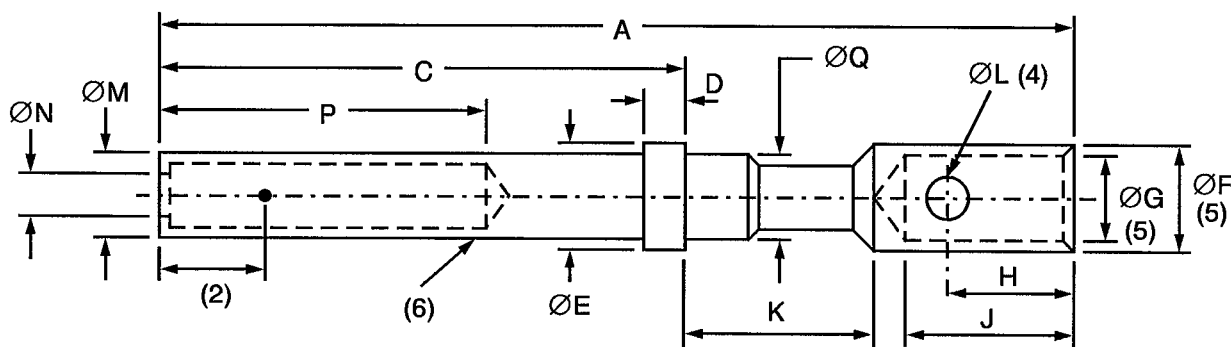 A
C
ØQ
ØL (4)
D
ØM
P
ØN
ØG
(5)
ØF
(5)
(2)
(6)
ØE
K
H
J